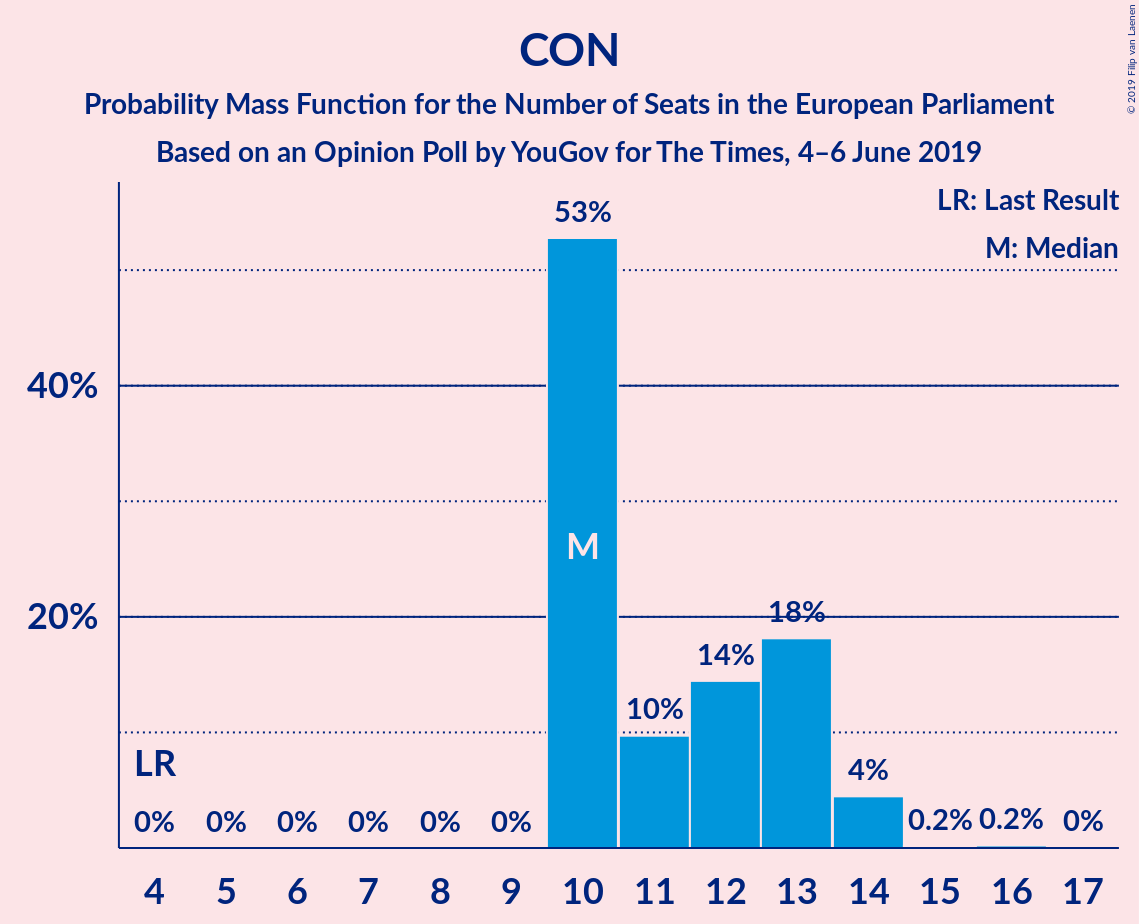 CON
Probability Mass Function for the Number of Seats in the European Parliament
Based on an Opinion Poll by YouGov for The Times, 4–6 June 2019
© 2019 Filip van Laenen
LR: Last Result
M: Median
53%
40%
M
20%
18%
14%
10%
LR
4%
0% 0% 0% 0% 0% 0% 0.2% 0.2% 0%
4 5 6 7 8 9 10 11 12 13 14 15 16 17